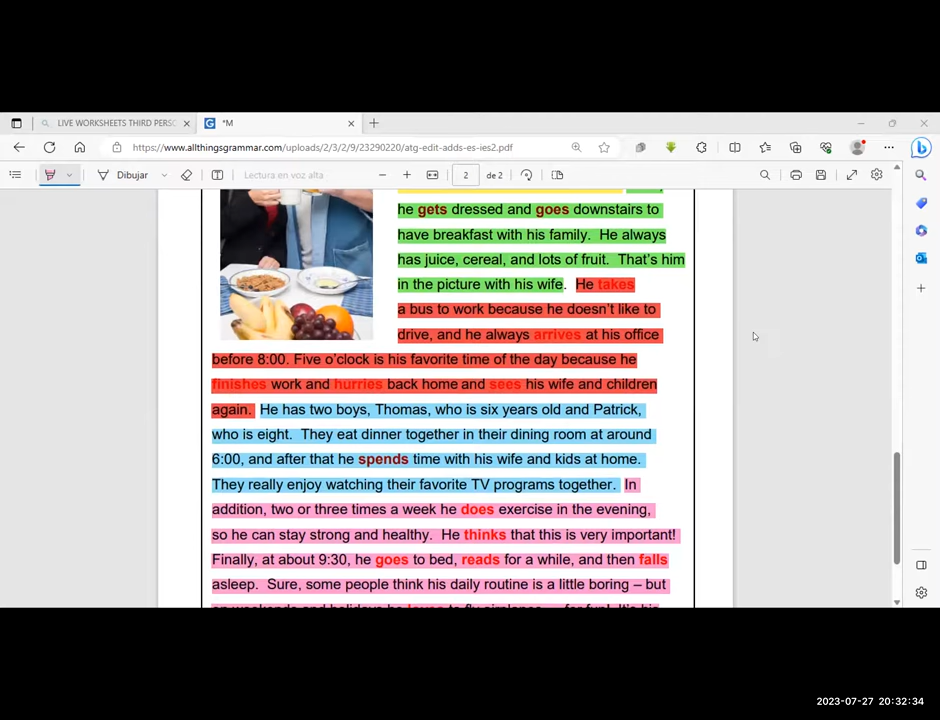 LIVE WORKSHEETS THIRD PERSC
*M
https://www.allthingsgrammar.com/uploads/2/3/2/9/23290220/atg-edit-adds-es-ies2.pdf
Dibujar
Lectura en voz alta
2
de 2
he gets dressed and goes downstairs to
have breakfast with his family. He always
has juice, cereal, and lots of fruit. That's him
in the picture with his wife. He takes
a bus to work because he doesn't like to
drive, and he always arrives at his office
before 8:00. Five o'clock is his favorite time of the day because he
finishes work and hurries back home and sees his wife and children
again. He has two boys, Thomas, who is six years old and Patrick,
who is eight. They eat dinner together in their dining room at around
6:00, and after that he spends time with his wife and kids at home.
They really enjoy watching their favorite TV programs together. In
addition, two or three times a week he does exercise in the evening,
so he can stay strong and healthy. He thinks that this is very important!
Finally, at about 9:30, he goes to bed, reads for a while, and then falls
asleep. Sure, some people think his daily routine is a little boring – but
2023-07-27 20:32:34